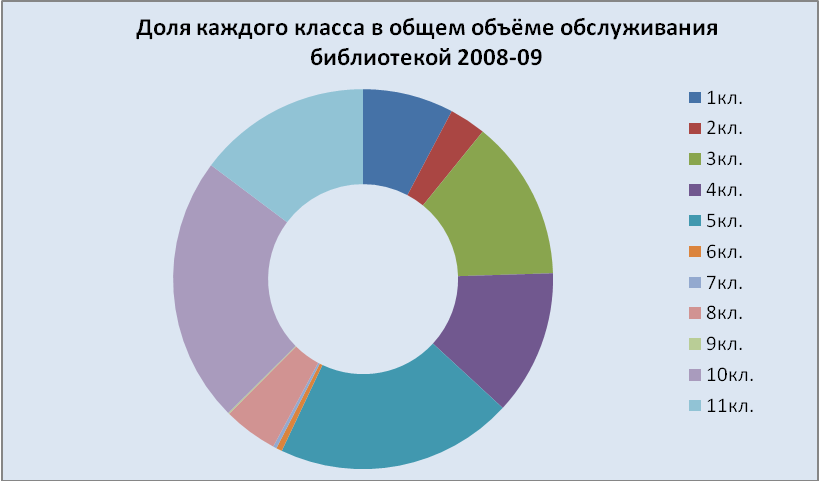 Доля каждого класса в общем объёме обслуживания
библиотекой 2008-09
1кл.
2кл.
3кл.
4кл.
5кл.
6кл.
7кл.
8кл.
9кл.
10кл.
11кл.